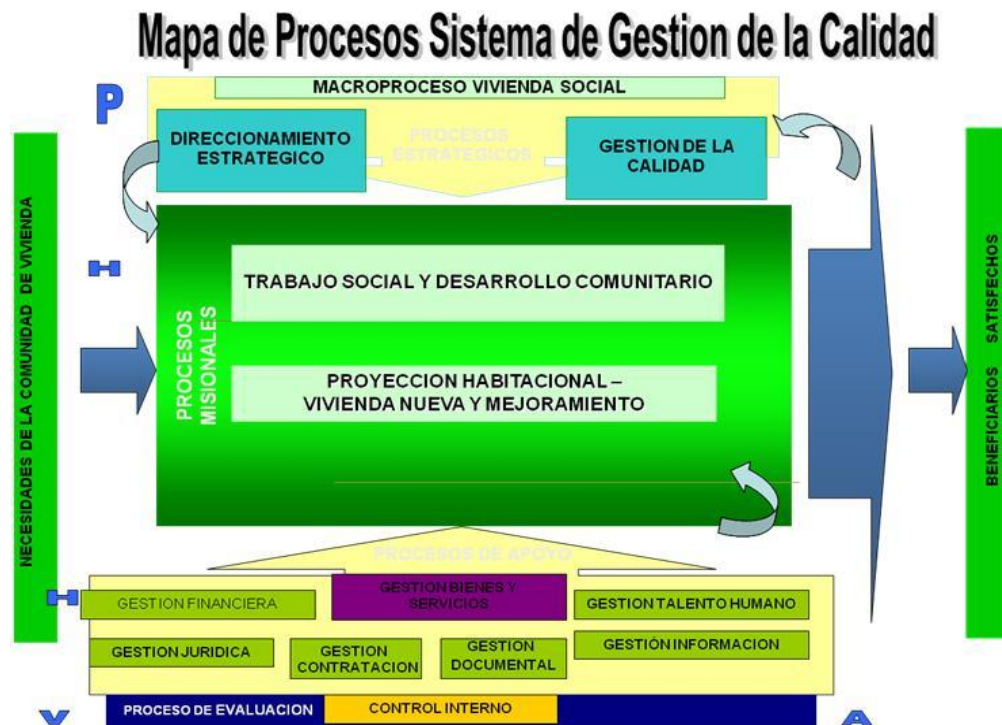 Mapa de Procesos Sistema de Gestion de la Calidad
P
MACROPROCESO VIVIENDA SOCIAL
DIRECCIONAMIENTO
ESTRATEGICO
PROCESOS
ESTRATEGICOS
GESTION DE LA
CALIDAD
NECESIDADES DE LA COMUNIDAD DE VIVIENDA
H
PROCESOS
MISIONALES
TRABAJO SOCIAL Y DESARROLLO COMUNITARIO
PROYECCION HABITACIONAL –
VIVIENDA NUEVA Y MEJORAMIENTO
BENEFICIARIOS SATISFECHOS
PROCESOS DE APOYO
H
GESTION FINANCIERA
GESTION BIENES Y
SERVICIOS
GESTION TALENTO HUMANO
GESTION JURIDICA
GESTION
CONTRATACION
GESTION
DOCUMENTAL
GESTIÓN INFORMACION
V
PROCESO DE EVALUACION
CONTROL INTERNO
A